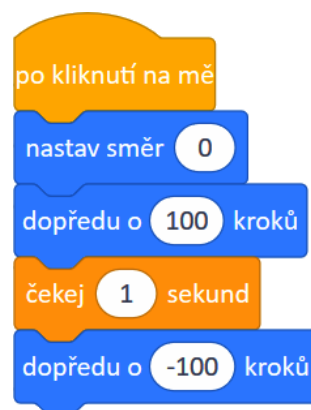 po kliknutí na mě
nastav směr 0
dopředu o 100 kroků
čekej 1 sekund
dopředu o -100 kroků